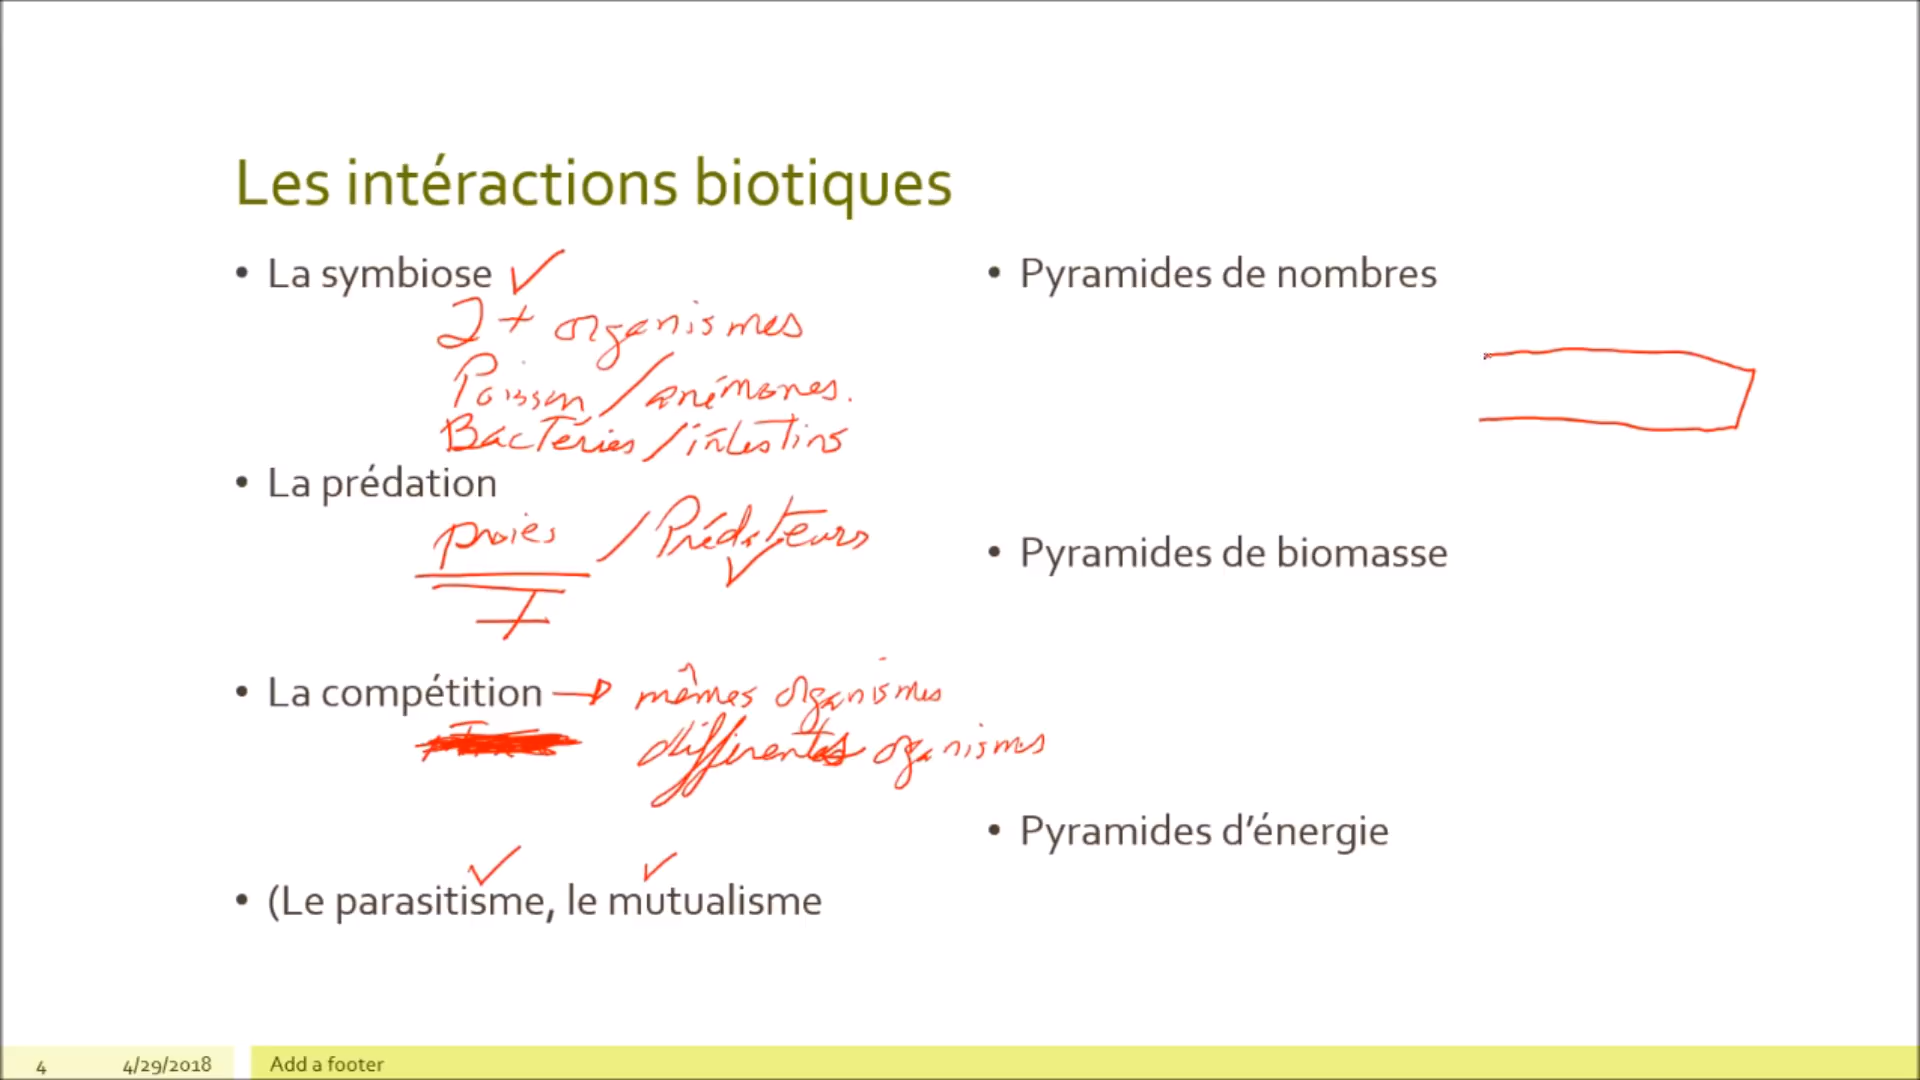 Les intéractions biotiques
• La symbiose ✓
2 + organismes
Poisson / anémones.
Bactéries / intestins
• La prédation
proies / Prédateurs
• La compétition → mêmes organismes
différents organismes
• (Le parasitisme, le mutualisme
• Pyramides de nombres
• Pyramides de biomasse
• Pyramides d'énergie
4 4/29/2018 Add a footer